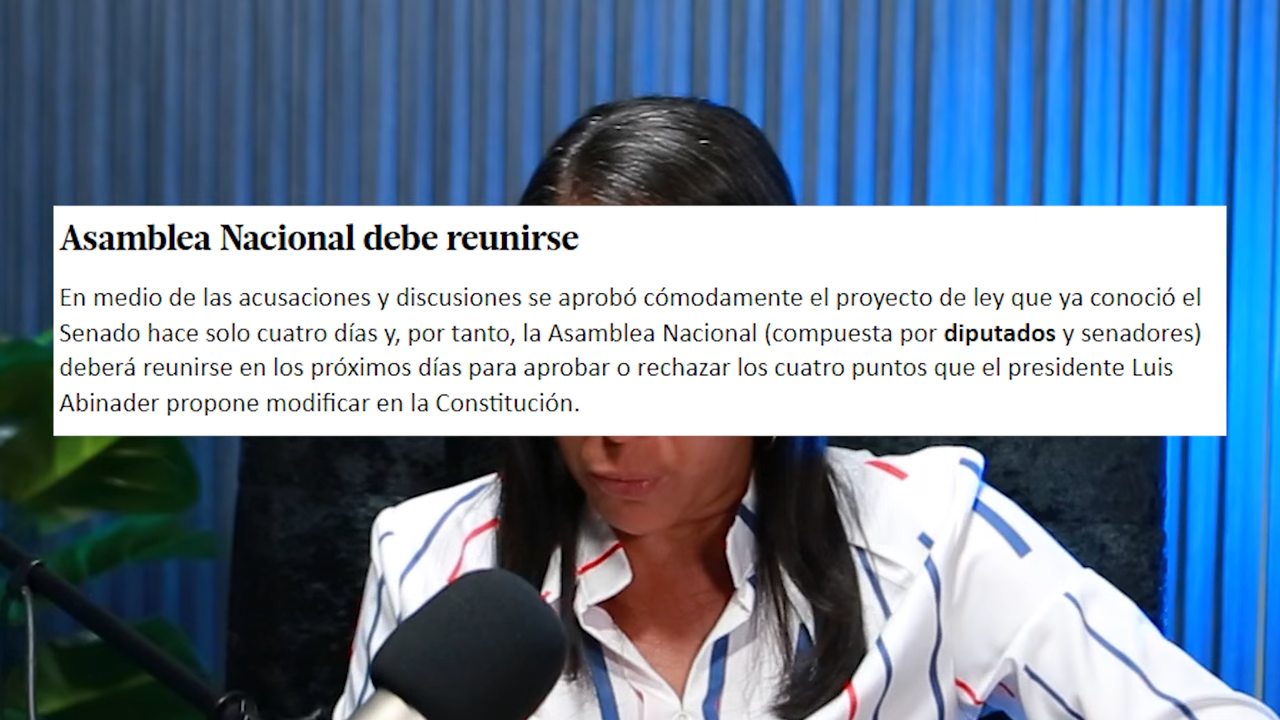 Asamblea Nacional debe reunirse
En medio de las acusaciones y discusiones se aprobó cómodamente el proyecto de ley que ya conoció el
Senado hace solo cuatro días y, por tanto, la Asamblea Nacional (compuesta por diputados y senadores)
deberá reunirse en los próximos días para aprobar o rechazar los cuatro puntos que el presidente Luis
Abinader propone modificar en la Constitución.